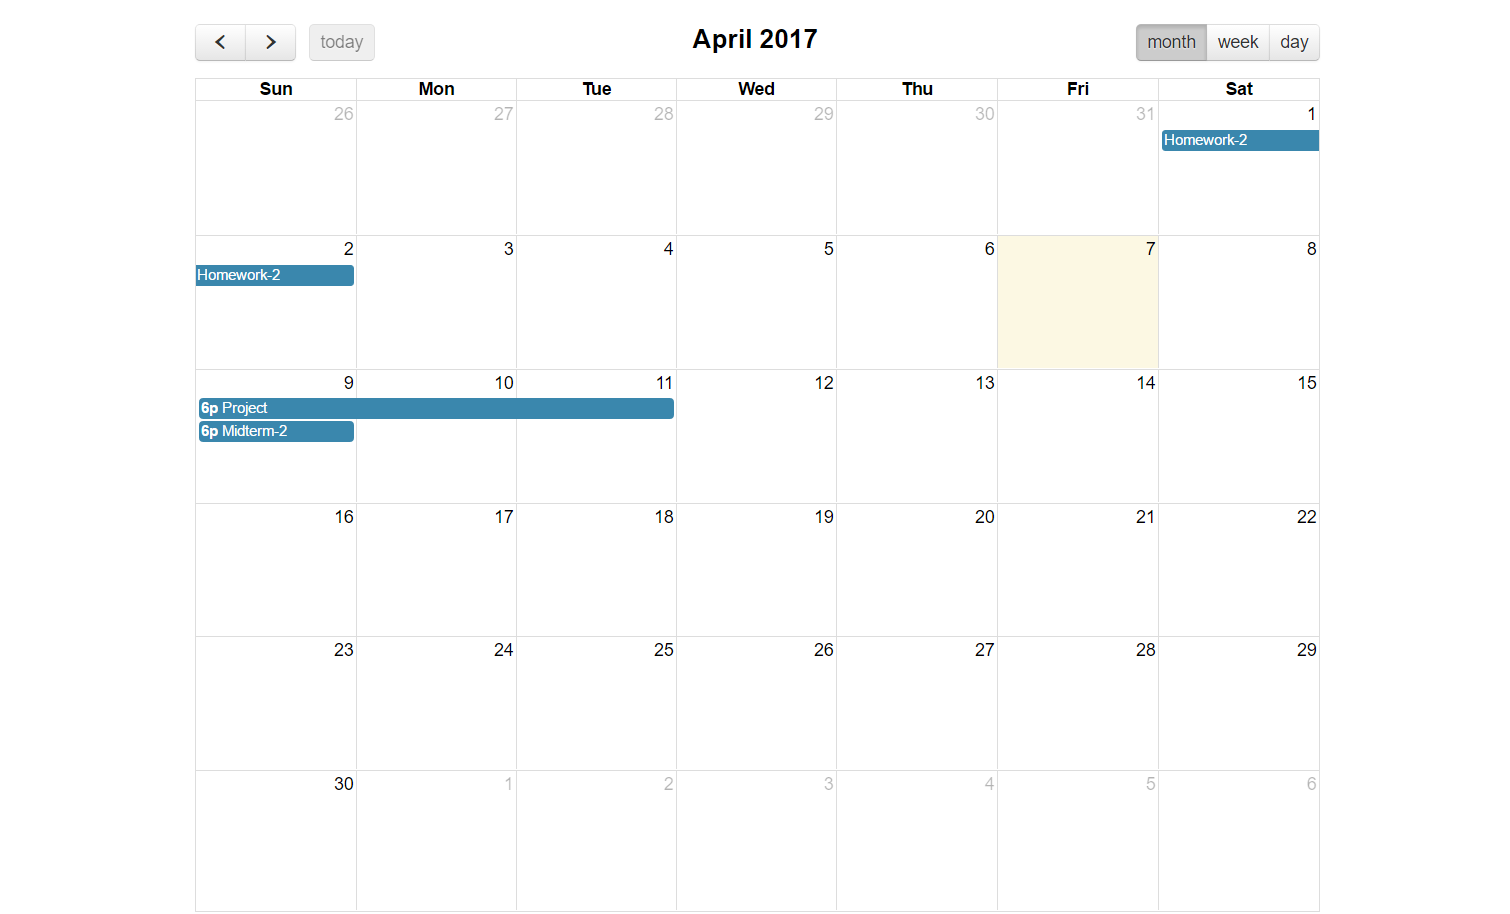 today
April 2017
month week day
Sun Mon Tue Wed Thu Fri Sat
26 27 28 29 30 31 1
Homework-2
2 3 4 5 6 7 8
Homework-2
9 10 11 12 13 14 15
6p Project
6p Midterm-2
16 17 18 19 20 21 22
23 24 25 26 27 28 29
30 1 2 3 4 5 6